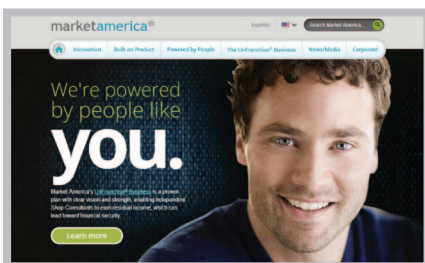 marketamerica®
Español
Search Market America...
Innovation
Built on Product
Powered by People
The UnFranchise® Business
News/Media
Corporate
We're powered
by people like
you.
Market America's UnFranchise® Business is a proven
plan with clear vision and strength, enabling independent
Shop Consultants to earn residual income, which can
lead toward financial security.
Learn more